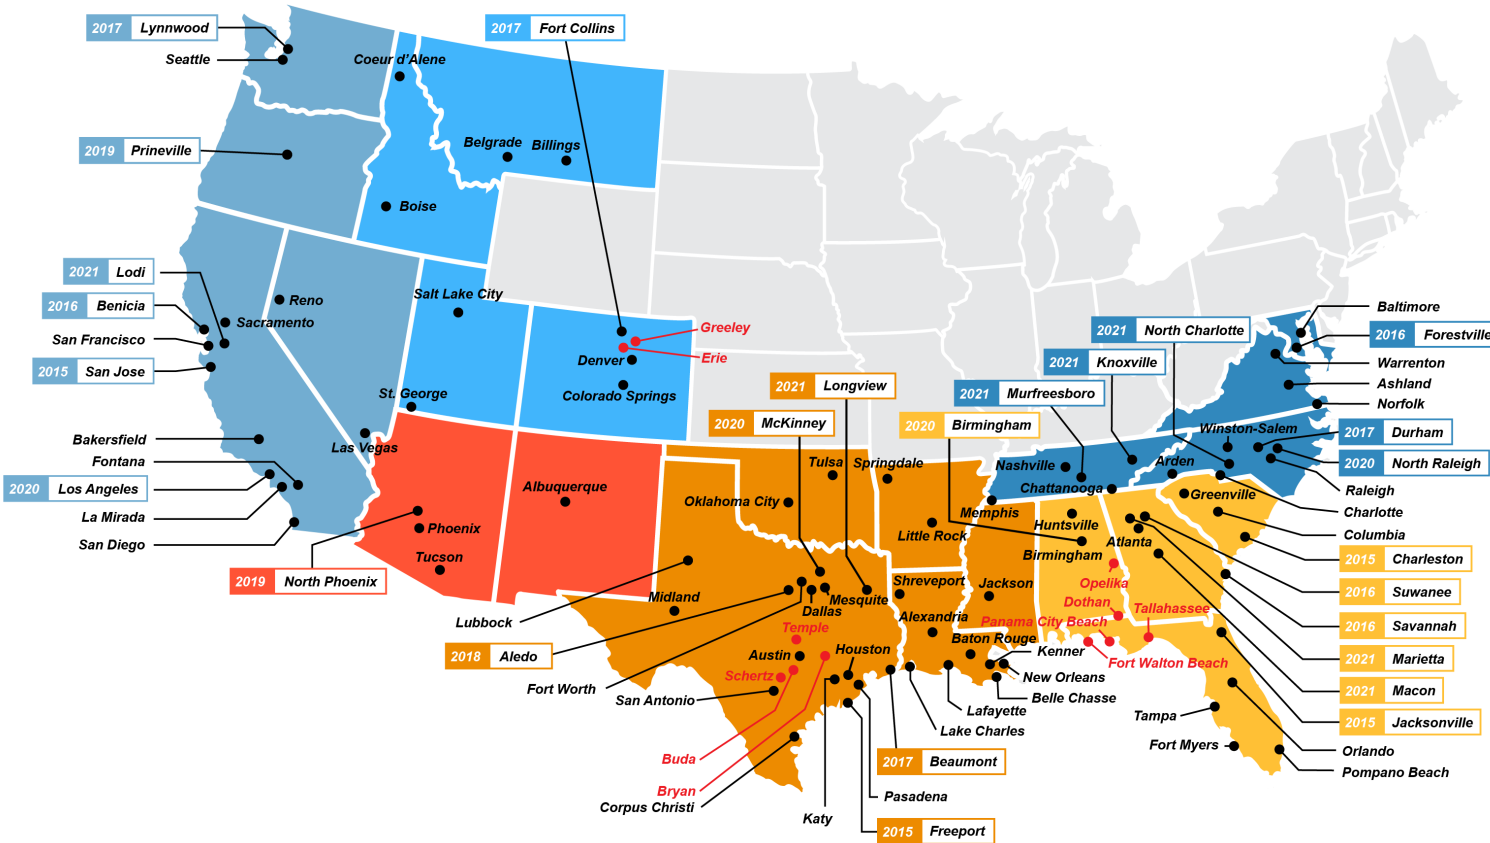 2017 Lynnwood
2017 Fort Collins
Seattle
Coeur d'Alene
2019 Prineville
Belgrade
Billings
Boise
2021 Lodi
2016 Benicia
Reno
Salt Lake City
San Francisco
Sacramento
2015 San Jose
Greeley
Erie
Denver
Colorado Springs
St. George
Bakersfield
Las Vegas
Fontana
2020 Los Angeles
La Mirada
San Diego
Albuquerque
Phoenix
Tucson
2019 North Phoenix
Baltimore
2021 North Charlotte
2016 Forestville
2021 Knoxville
Warrenton
2021 Longview
2021 Murfreesboro
Ashland
Norfolk
2020 McKinney
2020 Birmingham
Winston-Salem
2017 Durham
2020 North Raleigh
Tulsa
Springdale
Nashville
Arden
Chattanooga
Raleigh
Oklahoma City
Greenville
Memphis
Charlotte
Little Rock
Huntsville
Columbia
Birmingham
Atlanta
2015 Charleston
Shreveport
Jackson
Opelika
2016 Suwanee
Midland
Mesquite
Dallas
Dothan
Tallahassee
Lubbock
Alexandria
Panama City Beach
2016 Savannah
Temple
Baton Rouge
2018 Aledo
Austin
Houston
Kenner
Fort Walton Beach
2021 Marietta
Schertz
New Orleans
Fort Worth
San Antonio
Belle Chasse
2021 Macon
Lafayette
Tampa
2015 Jacksonville
Lake Charles
Fort Myers
Orlando
Buda
2017 Beaumont
Pompano Beach
Bryan
Pasadena
Corpus Christi
Katy
2015 Freeport